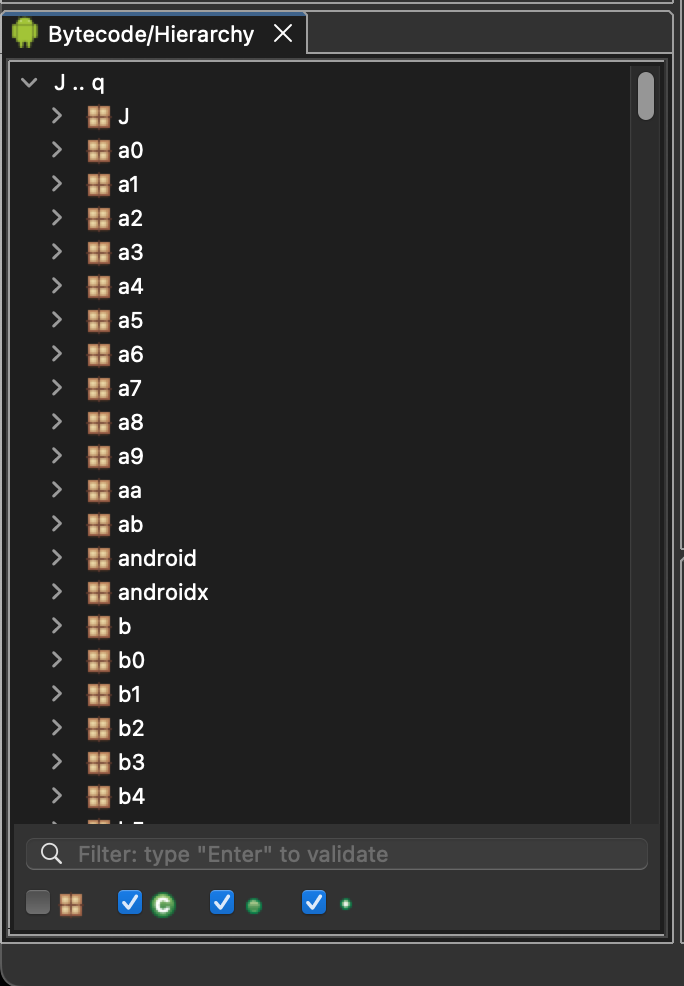 Bytecode/Hierarchy
J .. q
J
a0
a1
a2
a3
a4
a5
a6
a7
a8
a9
aa
ab
android
androidx
b
b0
b1
b2
b3
b4
Filter: type "Enter" to validate
C